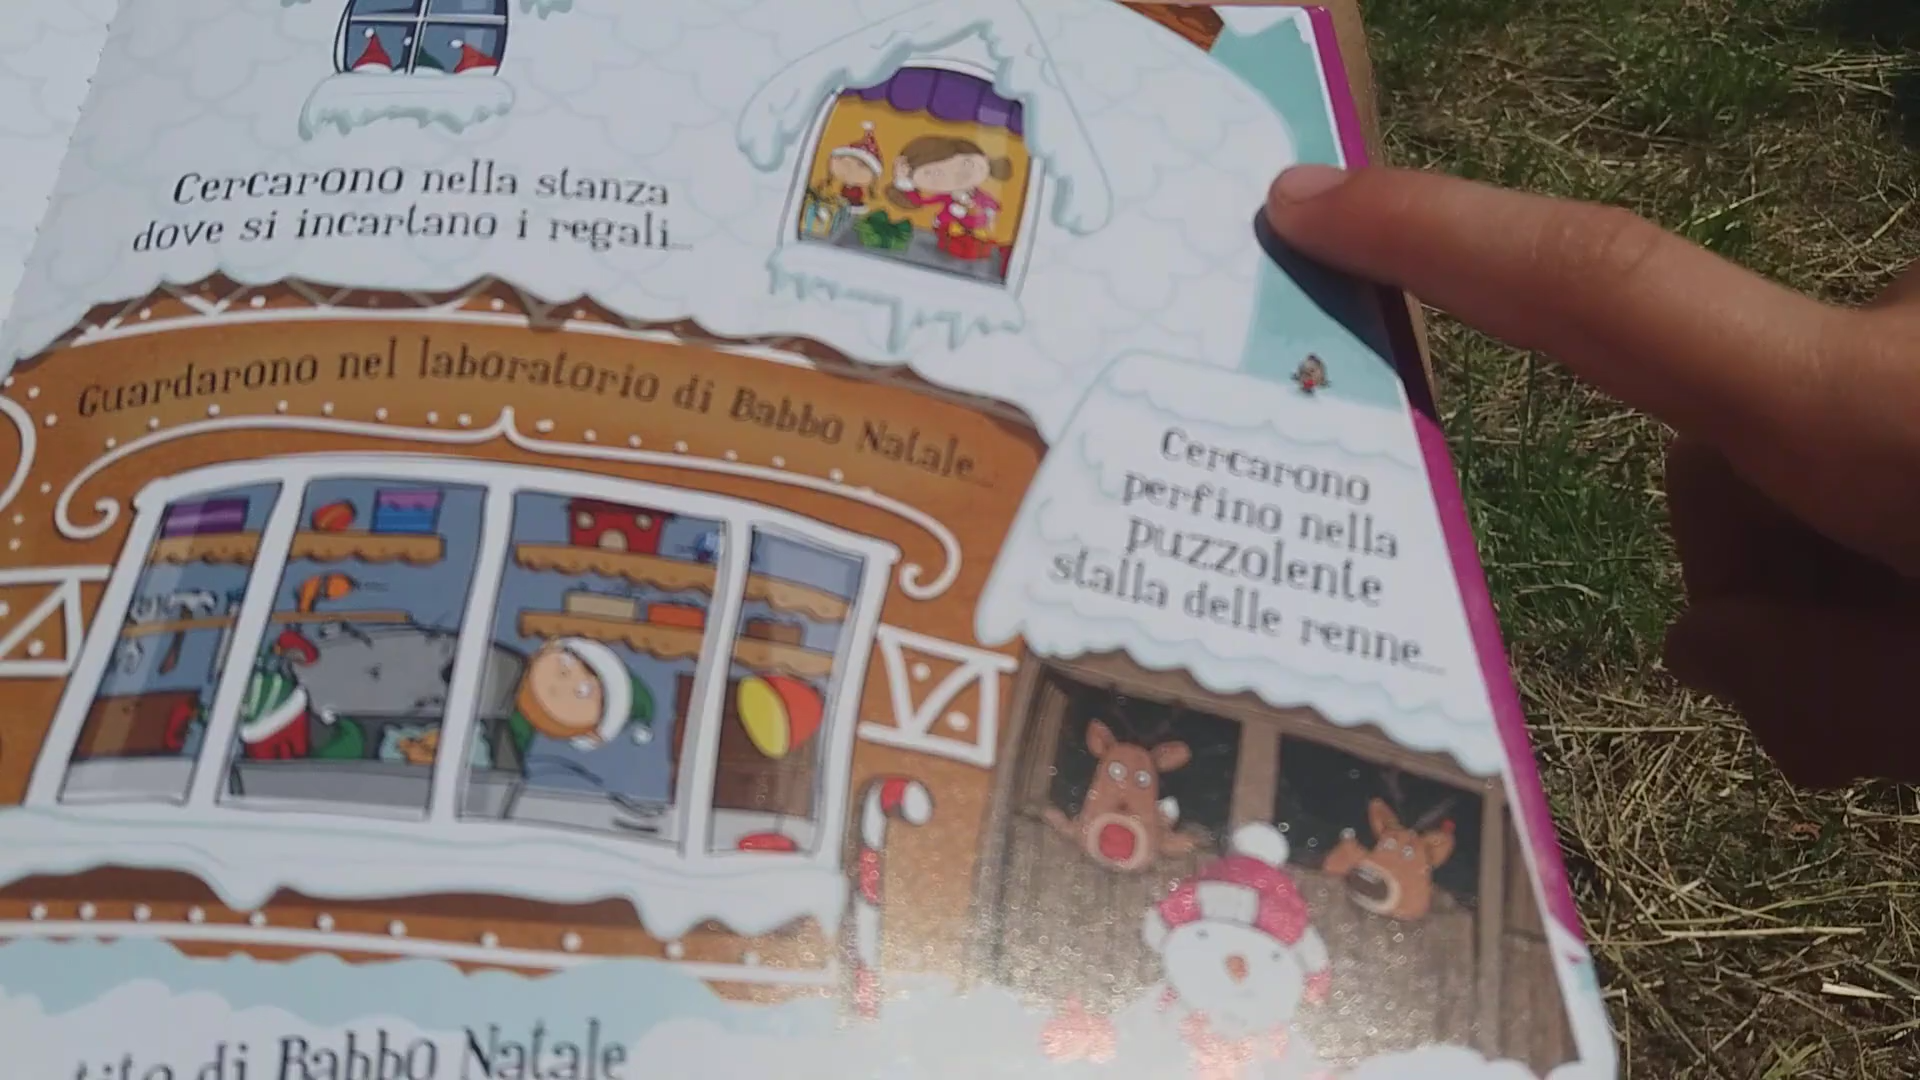 Cercarono nella stanza
dove si incartano i regali...
Guardarono nel laboratorio di Babbo Natale...
Cercarono
perfino nella
puzzolente
stalla delle renne...
di Babbo Natale